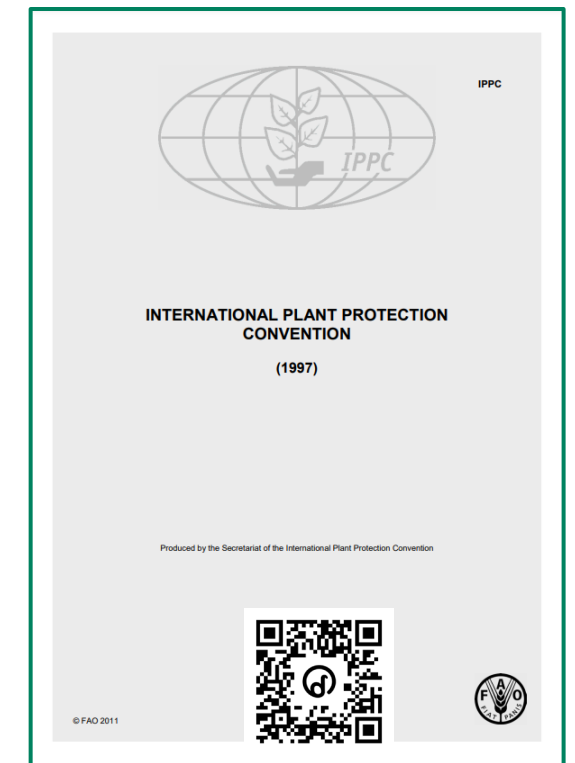 IPPC
IPPC
INTERNATIONAL PLANT PROTECTION
CONVENTION
(1997)
Produced by the Secretariat of the International Plant Protection Convention
© FAO 2011
F A O
FIAT PANIS